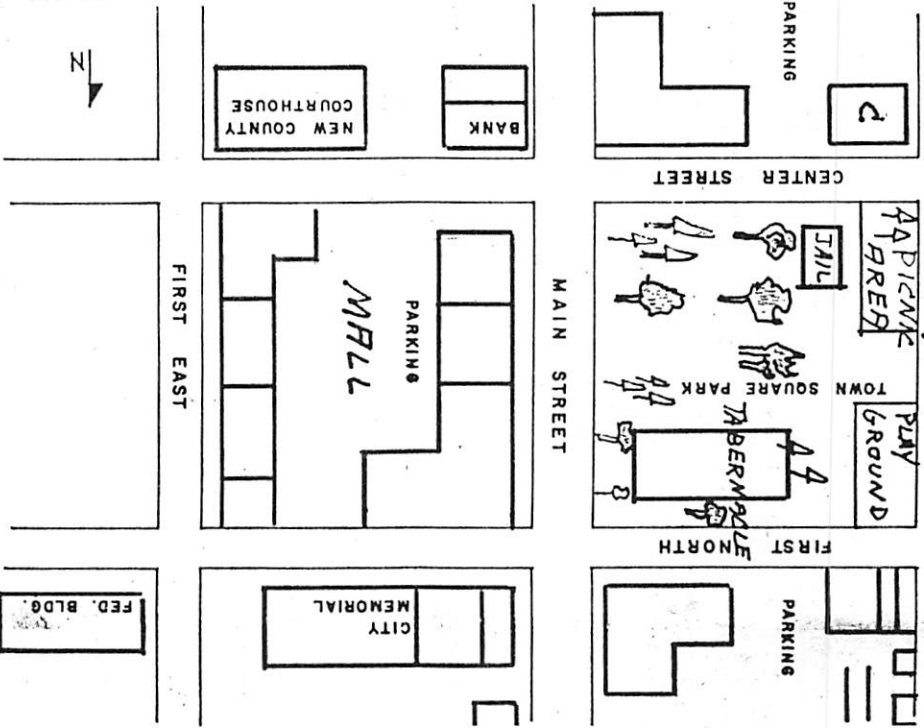 N
NEW COUNTY
COURTHOUSE
BANK
PARKING
C
CENTER STREET
FIRST EAST
MALL
PARKING
MAIN STREET
JAIL
PICNIC
AREA
TOWN SQUARE PARK
TABERNACLE
PLAY
GROUND
FIRST NORTH
FED. BLDG.
CITY
MEMORIAL
PARKING